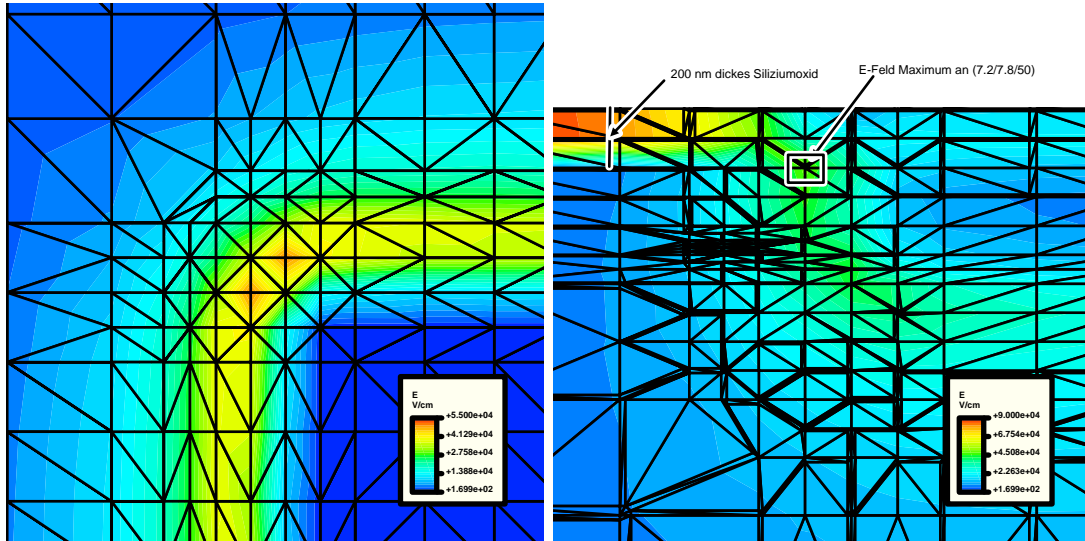 200 nm dickes Siliziumoxid
E-Feld Maximum an (7.2/7.8/50)
E
V/cm
+5.500e+04
+4.129e+04
+2.758e+04
+1.388e+04
+1.699e+02
E
V/cm
+9.000e+04
+6.754e+04
+4.508e+04
+2.263e+04
+1.699e+02